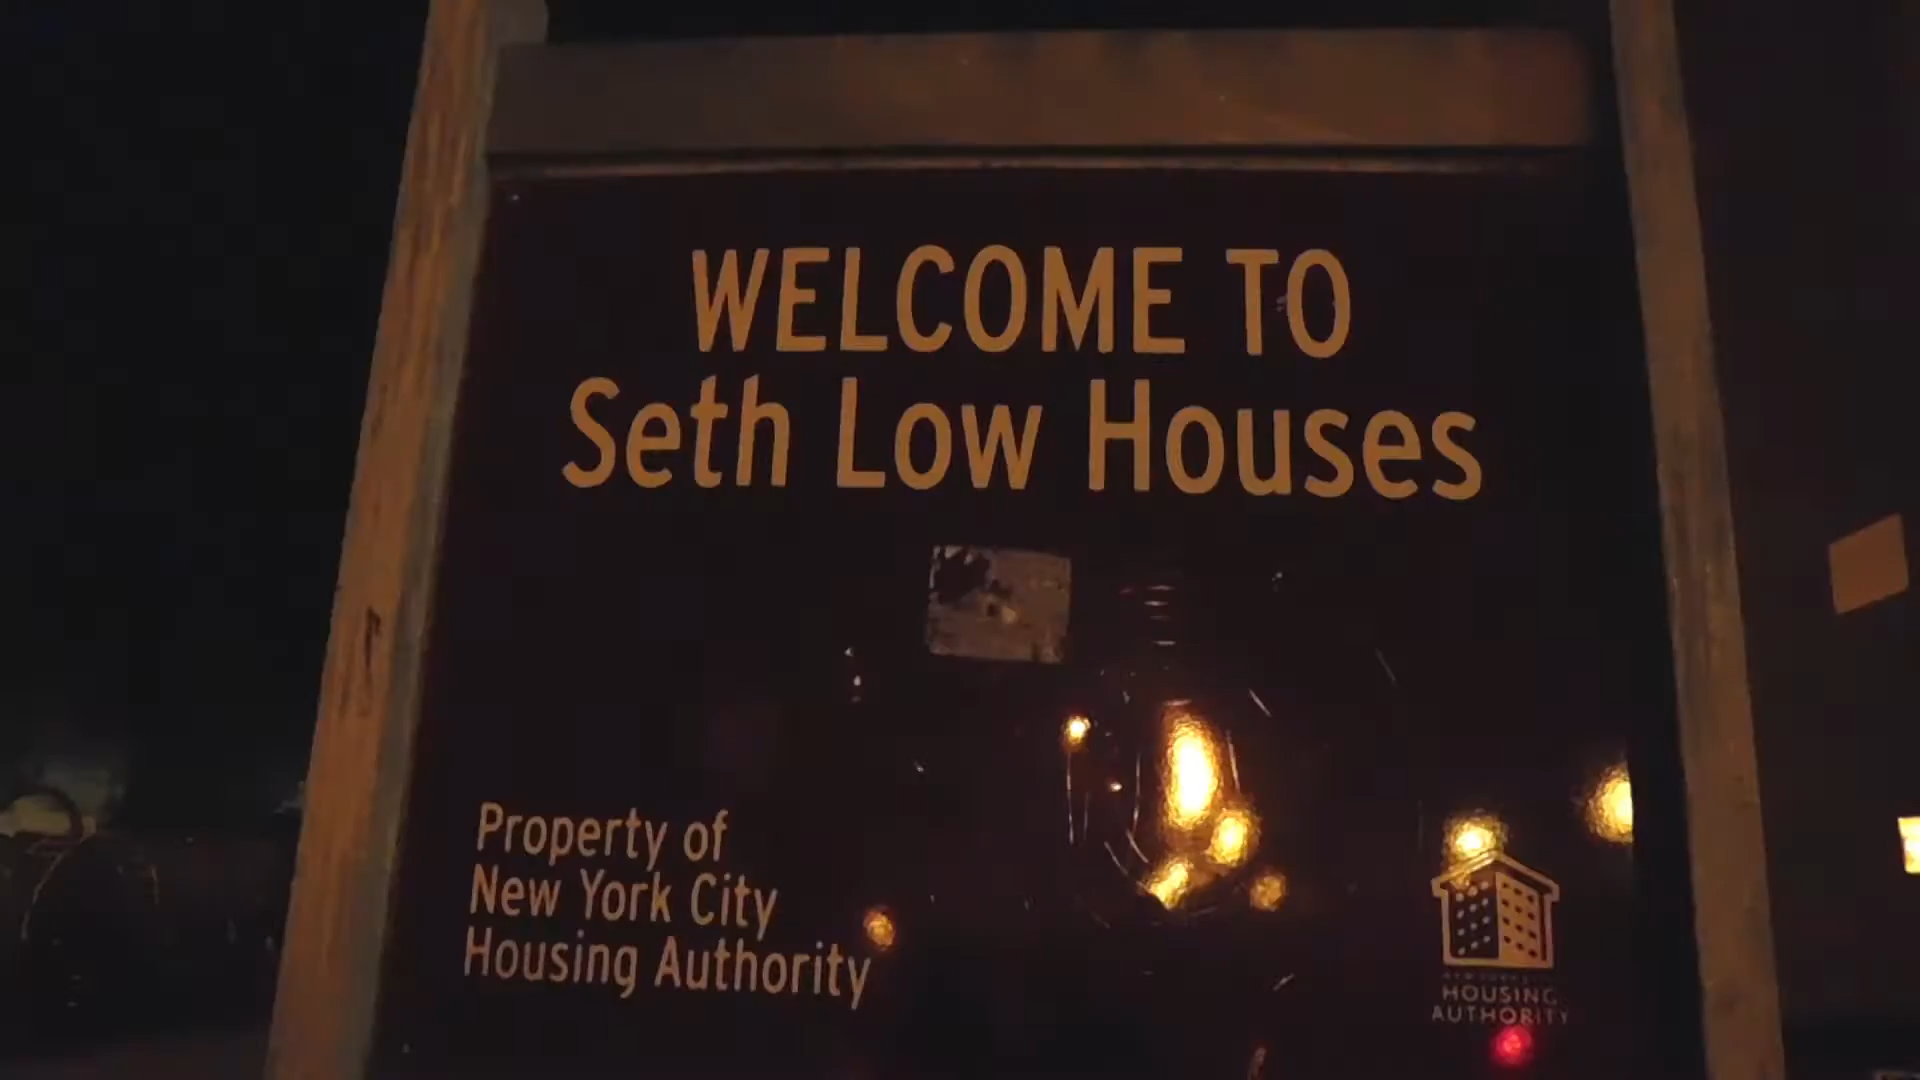 WELCOME TO
Seth Low Houses
Property of
New York City
Housing Authority
HOUSING
AUTHORITY